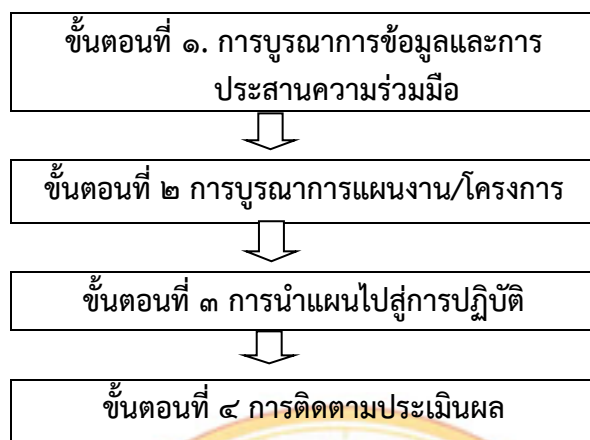 ขั้นตอนที่ ๑. การบูรณาการข้อมูลและการ
ประสานความร่วมมือ
ขั้นตอนที่ ๒ การบูรณาการแผนงาน/โครงการ
ขั้นตอนที่ ๓ การนำแผนไปสู่การปฏิบัติ
ขั้นตอนที่ ๔ การติดตามประเมินผล